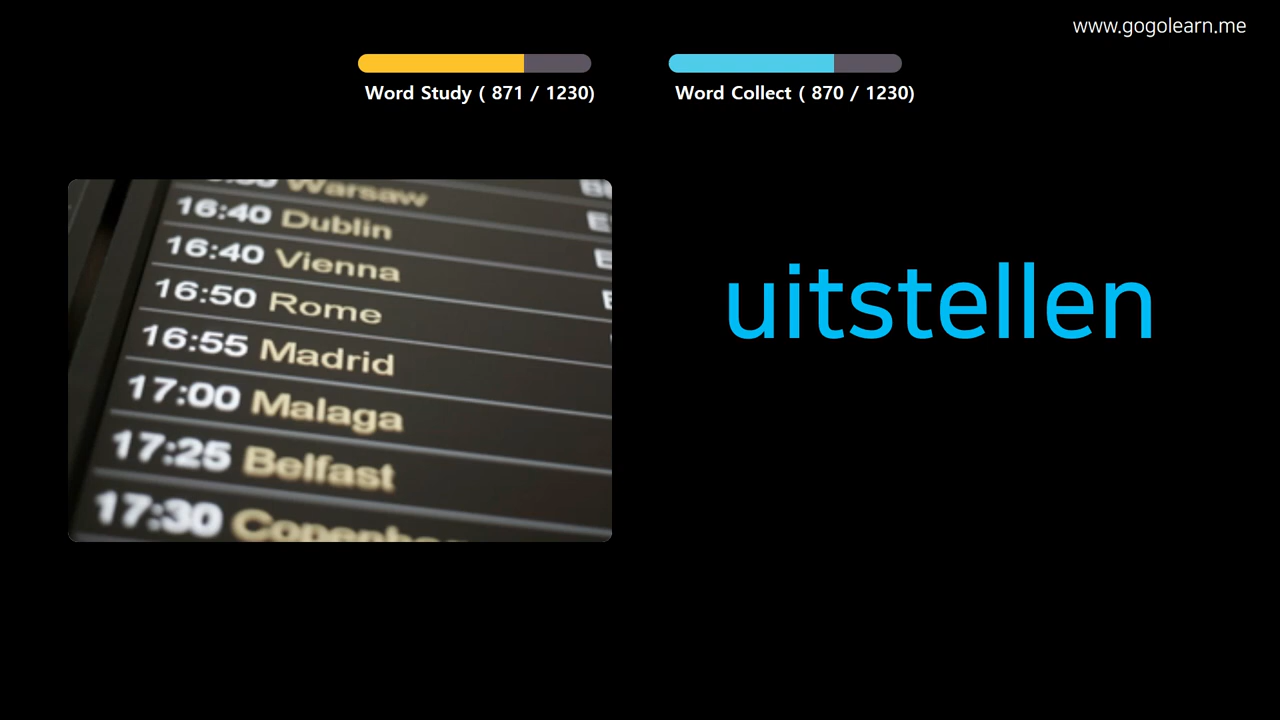 www.gogolearn.me
Word Study ( 871 / 1230)
Word Collect ( 870 / 1230)
Warsaw
16:40 Dublin
16:40 Vienna
16:50 Rome
16:55 Madrid
17:00 Malaga
17:25 Belfast
17:30
uitstellen